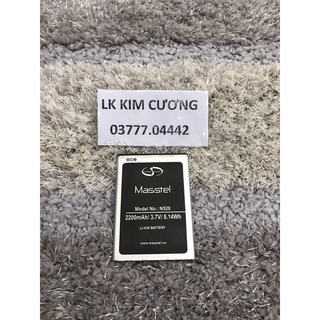 LK KIM CƯƠNG
03777.04442
Masstel
Model No.: N520
2200mAh/ 3.7V/ 8.14Wh
LI-ION BATTERY
www.masstel.vn